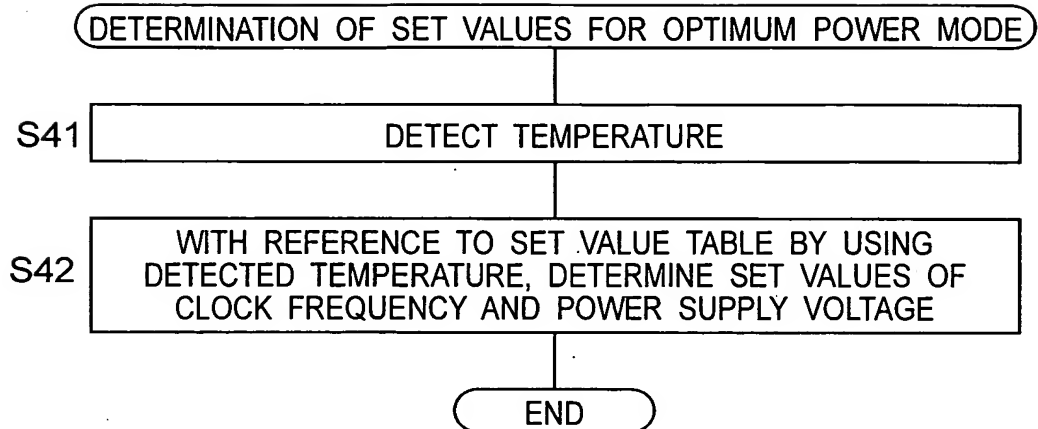 DETERMINATION OF SET VALUES FOR OPTIMUM POWER MODE
S41
DETECT TEMPERATURE
S42
WITH REFERENCE TO SET VALUE TABLE BY USING
DETECTED TEMPERATURE, DETERMINE SET VALUES OF
CLOCK FREQUENCY AND POWER SUPPLY VOLTAGE
END